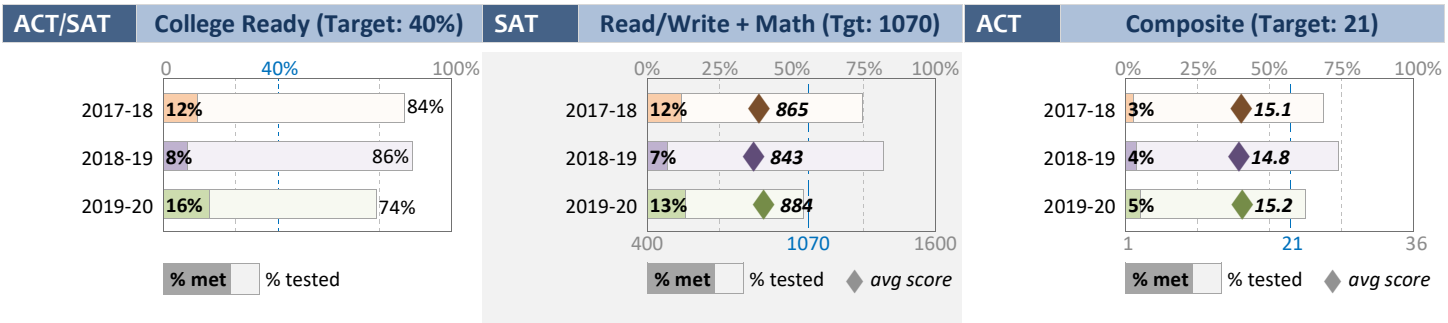 ACT/SAT College Ready (Target: 40%)
0 40% 100%
2017-18 12% 84%
2018-19 8% 86%
2019-20 16% 74%
% met % tested
SAT Read/Write + Math (Tgt: 1070)
0% 25% 50% 75% 100%
2017-18 12% 865
2018-19 7% 843
2019-20 13% 884
400 1070 1600
% met % tested avg score
ACT Composite (Target: 21)
0% 25% 50% 75% 100%
2017-18 3% 15.1
2018-19 4% 14.8
2019-20 5% 15.2
1 21 36
% met % tested avg score